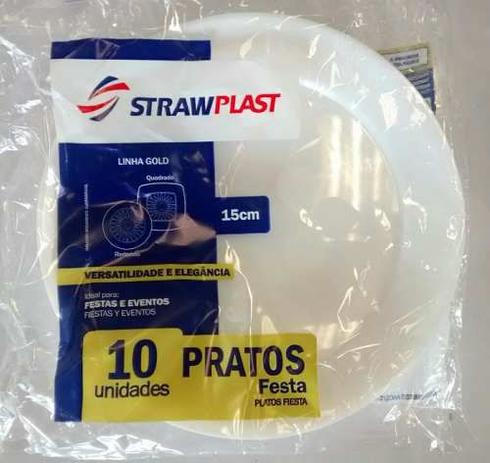 STRAWPLAST
LINHA GOLD
Quadrado
Redondo
15cm
VERSATILIDADE E ELEGÂNCIA
Ideal para:
FESTAS E EVENTOS
FIESTAS Y EVENTOS
10 PRATOS
unidades Festa
PLATOS FIESTA